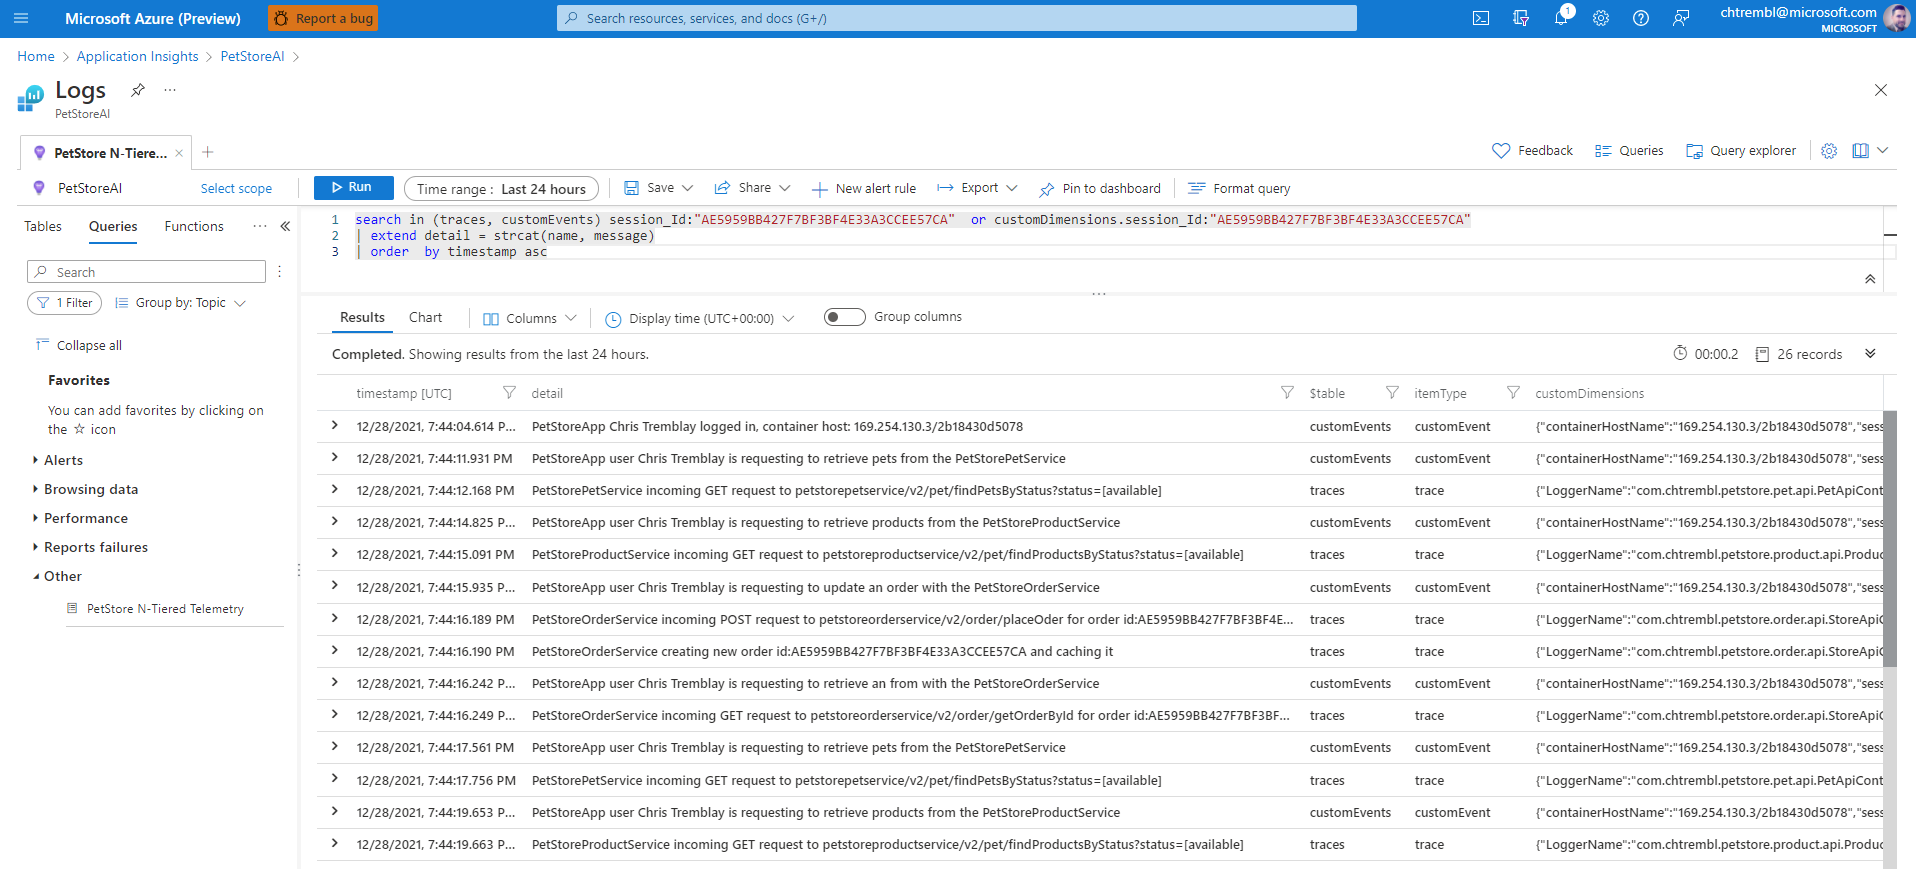 Microsoft Azure (Preview)
Report a bug
Search resources, services, and docs (G+/)
1
chtrembl@microsoft.com
MICROSOFT
Home > Application Insights > PetStoreAI >
Logs
PetStoreAI
PetStore N-Tiere...
Feedback
Queries
Query explorer
PetStoreAI
Select scope
Run
Time range : Last 24 hours
Save
Share
New alert rule
Export
Pin to dashboard
Format query
Tables
Queries
Functions
Search
1 Filter
Group by: Topic
Collapse all
Favorites
You can add favorites by clicking on
the ☆ icon
Alerts
Browsing data
Performance
Reports failures
Other
PetStore N-Tiered Telemetry
1 search in (traces, customEvents) session_Id:"AE5959BB427F7BF3BF4E33A3CCEE57CA"  or customDimensions.session_Id:"AE5959BB427F7BF3BF4E33A3CCEE57CA"
2 | extend detail = strcat(name, message)
3 | order  by timestamp asc
Results
Chart
Columns
Display time (UTC+00:00)
Group columns
Completed. Showing results from the last 24 hours.
00:00.2
26 records
timestamp [UTC] detail $table itemType customDimensions
12/28/2021, 7:44:04.614 P... PetStoreApp Chris Tremblay logged in, container host: 169.254.130.3/2b18430d5078 customEvents customEvent {"containerHostName":"169.254.130.3/2b18430d5078","sess
12/28/2021, 7:44:11.931 PM PetStoreApp user Chris Tremblay is requesting to retrieve pets from the PetStorePetService customEvents customEvent {"containerHostName":"169.254.130.3/2b18430d5078","sess
12/28/2021, 7:44:12.168 PM PetStorePetService incoming GET request to petstorepetservice/v2/pet/findPetsByStatus?status=[available] traces trace {"LoggerName":"com.chtrembl.petstore.pet.api.PetApiCont
12/28/2021, 7:44:14.825 P... PetStoreApp user Chris Tremblay is requesting to retrieve products from the PetStoreProductService customEvents customEvent {"containerHostName":"169.254.130.3/2b18430d5078","sess
12/28/2021, 7:44:15.091 PM PetStoreProductService incoming GET request to petstoreproductservice/v2/pet/findProductsByStatus?status=[available] traces trace {"LoggerName":"com.chtrembl.petstore.product.api.Produc
12/28/2021, 7:44:15.935 P... PetStoreApp user Chris Tremblay is requesting to update an order with the PetStoreOrderService customEvents customEvent {"containerHostName":"169.254.130.3/2b18430d5078","sess
12/28/2021, 7:44:16.189 PM PetStoreOrderService incoming POST request to petstoreorderservice/v2/order/placeOder for order id:AE5959BB427F7BF3BF4E... traces trace {"LoggerName":"com.chtrembl.petstore.order.api.StoreApiC
12/28/2021, 7:44:16.190 PM PetStoreOrderService creating new order id:AE5959BB427F7BF3BF4E33A3CCEE57CA and caching it traces trace {"LoggerName":"com.chtrembl.petstore.order.api.StoreApiC
12/28/2021, 7:44:16.242 P... PetStoreApp user Chris Tremblay is requesting to retrieve an from with the PetStoreOrderService customEvents customEvent {"containerHostName":"169.254.130.3/2b18430d5078","sess
12/28/2021, 7:44:16.249 P... PetStoreOrderService incoming GET request to petstoreorderservice/v2/order/getOrderById for order id:AE5959BB427F7BF3BF... traces trace {"LoggerName":"com.chtrembl.petstore.order.api.StoreApiC
12/28/2021, 7:44:17.561 PM PetStoreApp user Chris Tremblay is requesting to retrieve pets from the PetStorePetService customEvents customEvent {"containerHostName":"169.254.130.3/2b18430d5078","sess
12/28/2021, 7:44:17.756 PM PetStorePetService incoming GET request to petstorepetservice/v2/pet/findPetsByStatus?status=[available] traces trace {"LoggerName":"com.chtrembl.petstore.pet.api.PetApiCont
12/28/2021, 7:44:19.653 P... PetStoreApp user Chris Tremblay is requesting to retrieve products from the PetStoreProductService customEvents customEvent {"containerHostName":"169.254.130.3/2b18430d5078","sess
12/28/2021, 7:44:19.663 P... PetStoreProductService incoming GET request to petstoreproductservice/v2/pet/findProductsByStatus?status=[available] traces trace {"LoggerName":"com.chtrembl.petstore.product.api.Produc